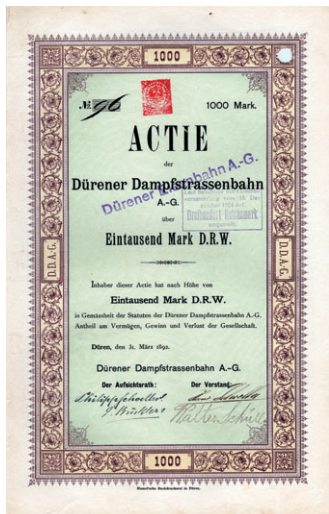 1000
№ 96
1000 Mark.
ACTIE
der
Dürener Dampfstrassenbahn
A.-G.
Dürener Eisenbahn A.-G.
über
Eintausend Mark D.R.W.
Dreihundert Reichsmark
D.D.A.-G.
D.D.A.-G.
Inhaber dieser Actie hat nach Höhe von
Eintausend Mark D.R.W.
in Gemässheit der Statuten der Dürener Dampfstrassenbahn A.-G.
Antheil am Vermögen, Gewinn und Verlust der Gesellschaft.
Düren, den 31. März 1892.
Dürener Dampfstrassenbahn A.-G.
Der Aufsichtsrath: Der Vorstand:
1000